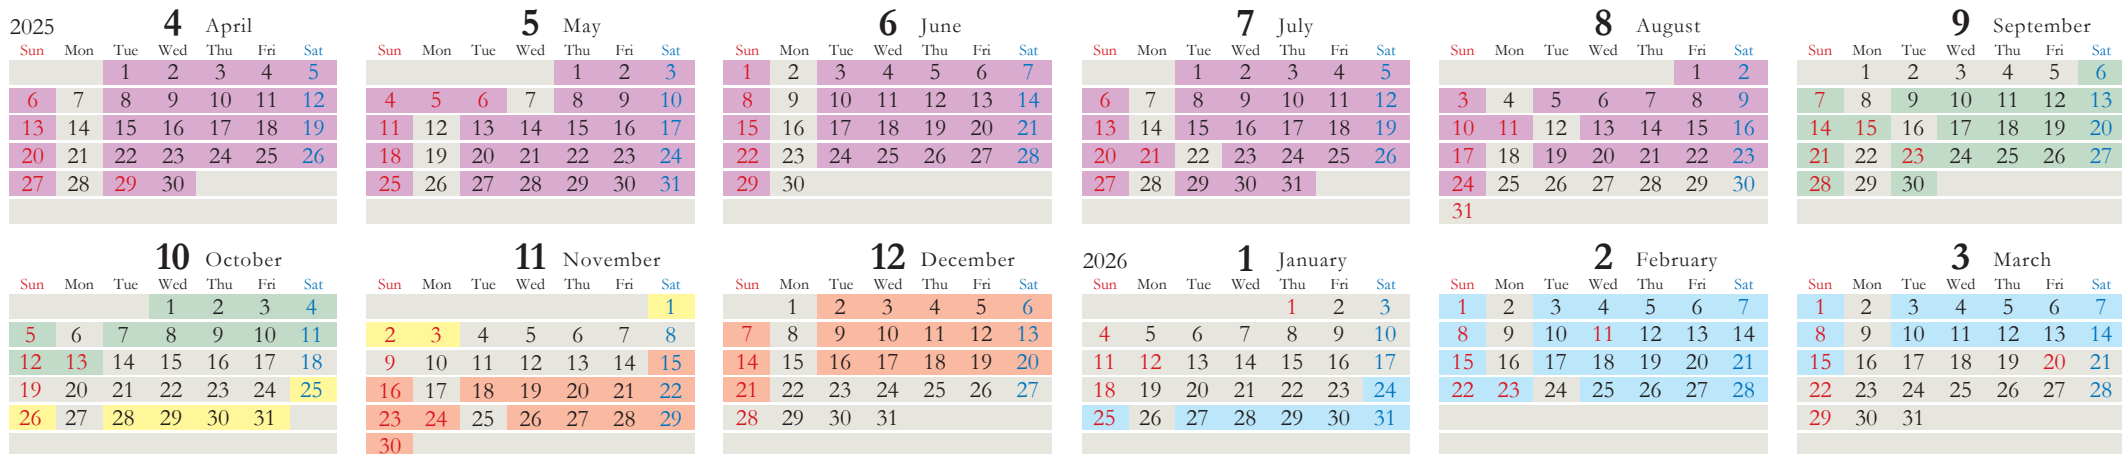 2025 4 April
Sun Mon Tue Wed Thu Fri Sat
1 2 3 4 5
6 7 8 9 10 11 12
13 14 15 16 17 18 19
20 21 22 23 24 25 26
27 28 29 30
5 May
Sun Mon Tue Wed Thu Fri Sat
1 2 3
4 5 6 7 8 9 10
11 12 13 14 15 16 17
18 19 20 21 22 23 24
25 26 27 28 29 30 31
6 June
Sun Mon Tue Wed Thu Fri Sat
1 2 3 4 5 6 7
8 9 10 11 12 13 14
15 16 17 18 19 20 21
22 23 24 25 26 27 28
29 30
7 July
Sun Mon Tue Wed Thu Fri Sat
1 2 3 4 5
6 7 8 9 10 11 12
13 14 15 16 17 18 19
20 21 22 23 24 25 26
27 28 29 30 31
8 August
Sun Mon Tue Wed Thu Fri Sat
1 2
3 4 5 6 7 8 9
10 11 12 13 14 15 16
17 18 19 20 21 22 23
24 25 26 27 28 29 30
31
9 September
Sun Mon Tue Wed Thu Fri Sat
1 2 3 4 5 6
7 8 9 10 11 12 13
14 15 16 17 18 19 20
21 22 23 24 25 26 27
28 29 30
10 October
Sun Mon Tue Wed Thu Fri Sat
1 2 3 4
5 6 7 8 9 10 11
12 13 14 15 16 17 18
19 20 21 22 23 24 25
26 27 28 29 30 31
11 November
Sun Mon Tue Wed Thu Fri Sat
1
2 3 4 5 6 7 8
9 10 11 12 13 14 15
16 17 18 19 20 21 22
23 24 25 26 27 28 29
30
12 December
Sun Mon Tue Wed Thu Fri Sat
1 2 3 4 5 6
7 8 9 10 11 12 13
14 15 16 17 18 19 20
21 22 23 24 25 26 27
28 29 30 31
2026 1 January
Sun Mon Tue Wed Thu Fri Sat
1 2 3
4 5 6 7 8 9 10
11 12 13 14 15 16 17
18 19 20 21 22 23 24
25 26 27 28 29 30 31
2 February
Sun Mon Tue Wed Thu Fri Sat
1 2 3 4 5 6 7
8 9 10 11 12 13 14
15 16 17 18 19 20 21
22 23 24 25 26 27 28
3 March
Sun Mon Tue Wed Thu Fri Sat
1 2 3 4 5 6 7
8 9 10 11 12 13 14
15 16 17 18 19 20 21
22 23 24 25 26 27 28
29 30 31